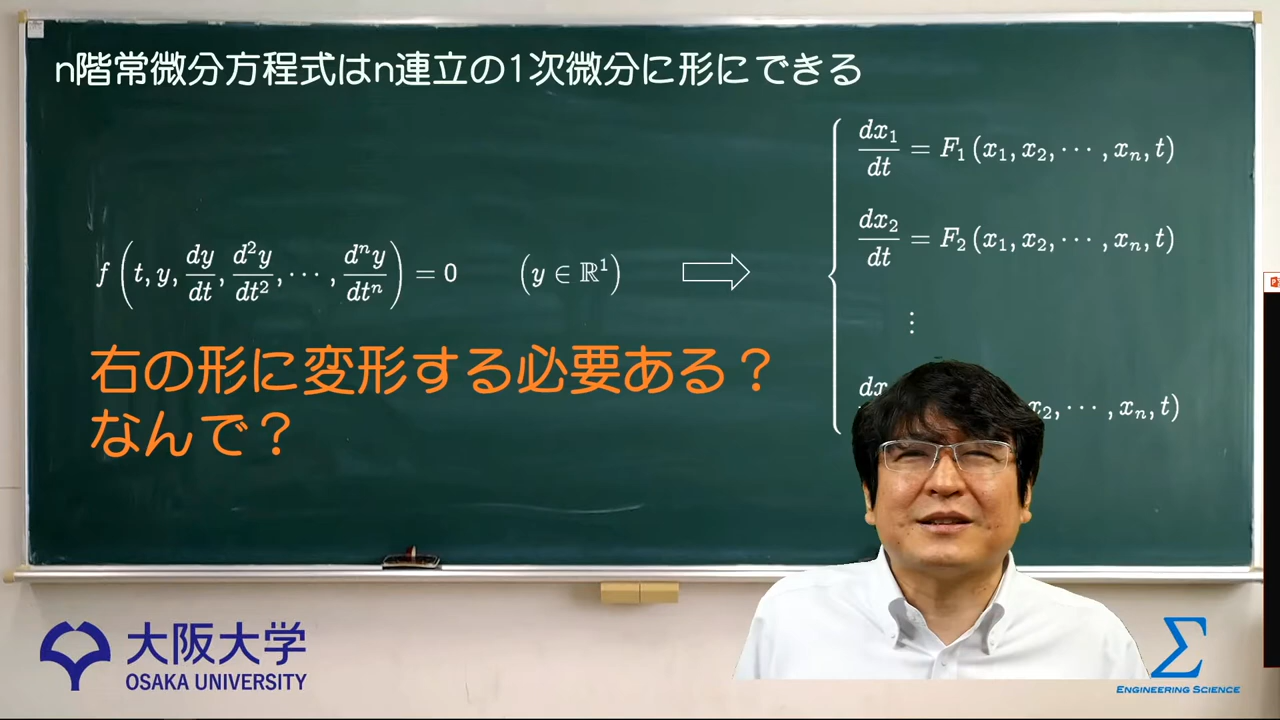 n階常微分方程式はn連立の1次微分に形にできる
f(t, y, dy/dt, d²y/dt², ⋯, dⁿy/dtⁿ) = 0 (y ∈ ℝ¹) ⇨
dx₁/dt = F₁(x₁, x₂, ⋯, xₙ, t)
dx₂/dt = F₂(x₁, x₂, ⋯, xₙ, t)
⋮
dx x₂, ⋯, xₙ, t)
右の形に変形する必要ある？
なんで？
大阪大学
OSAKA UNIVERSITY
Σ
ENGINEERING SCIENCE